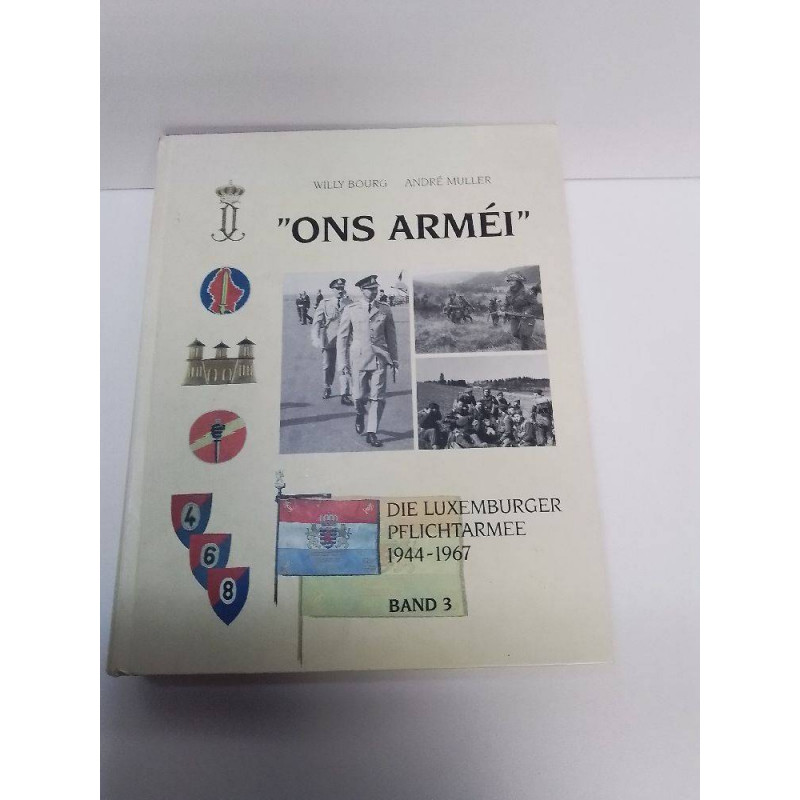 WILLY BOURG ANDRÉ MULLER
"ONS ARMÉI"
4
6
8
DIE LUXEMBURGER
PFLICHTARMEE
1944-1967
BAND 3